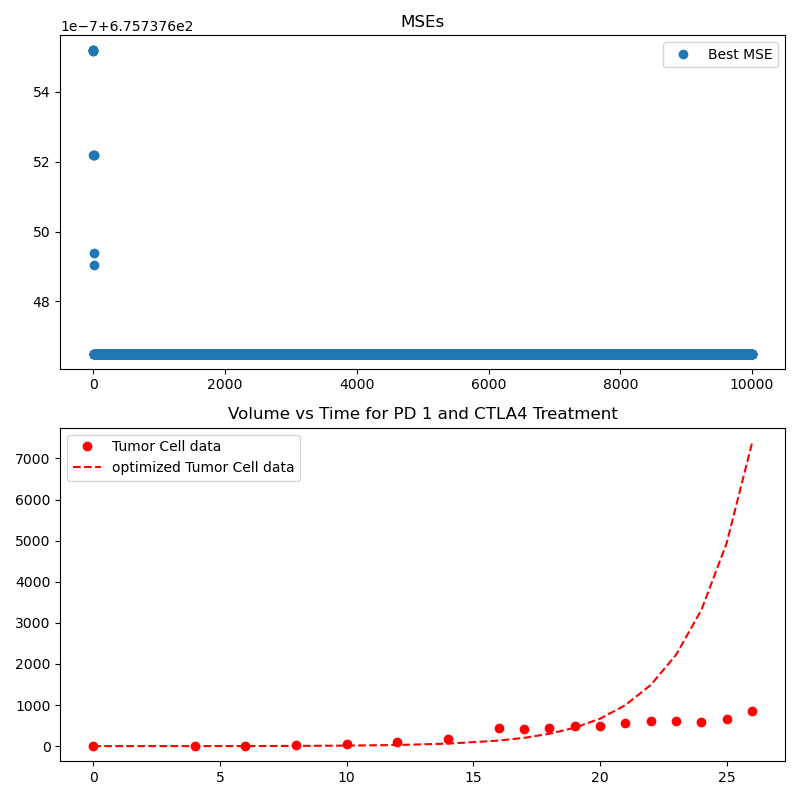 MSEs
1e−7+6.757376e2
Best MSE
54
52
50
48
0 2000 4000 6000 8000 10000
Volume vs Time for PD 1 and CTLA4 Treatment
Tumor Cell data
optimized Tumor Cell data
7000
6000
5000
4000
3000
2000
1000
0
0 5 10 15 20 25